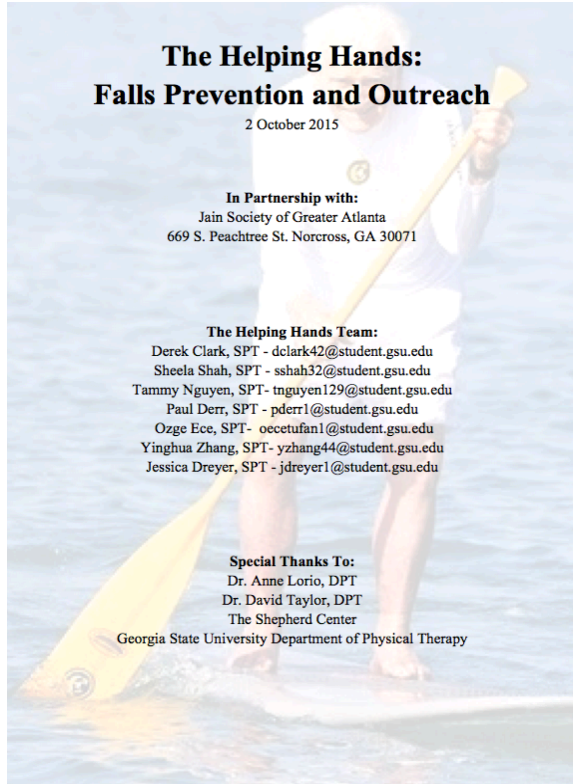 The Helping Hands:
Falls Prevention and Outreach
2 October 2015
In Partnership with:
Jain Society of Greater Atlanta
669 S. Peachtree St. Norcross, GA 30071
The Helping Hands Team:
Derek Clark, SPT - dclark42@student.gsu.edu
Sheela Shah, SPT - sshah32@student.gsu.edu
Tammy Nguyen, SPT- tnguyen129@student.gsu.edu
Paul Derr, SPT - pderr1@student.gsu.edu
Ozge Ece, SPT-  oecetufan1@student.gsu.edu
Yinghua Zhang, SPT - yzhang44@student.gsu.edu
Jessica Dreyer, SPT - jdreyer1@student.gsu.edu
Special Thanks To:
Dr. Anne Lorio, DPT
Dr. David Taylor, DPT
The Shepherd Center
Georgia State University Department of Physical Therapy